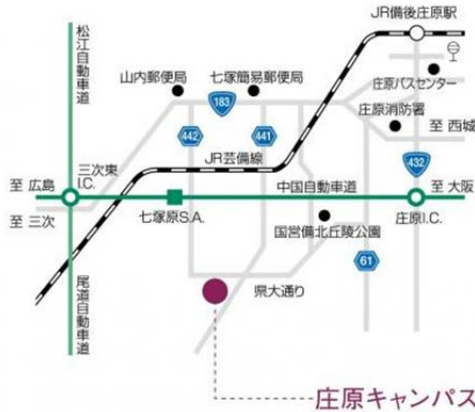 JR備後庄原駅
松江自動車道
山内郵便局
七塚簡易郵便局
庄原バスセンター
183
庄原消防署
442
441
至 西城
JR芸備線
432
三次東
I.C.
至 広島
中国自動車道
至 大阪
至 三次
七塚原S.A.
庄原I.C.
国営備北丘陵公園
61
尾道自動車道
県大通り
庄原キャンパス